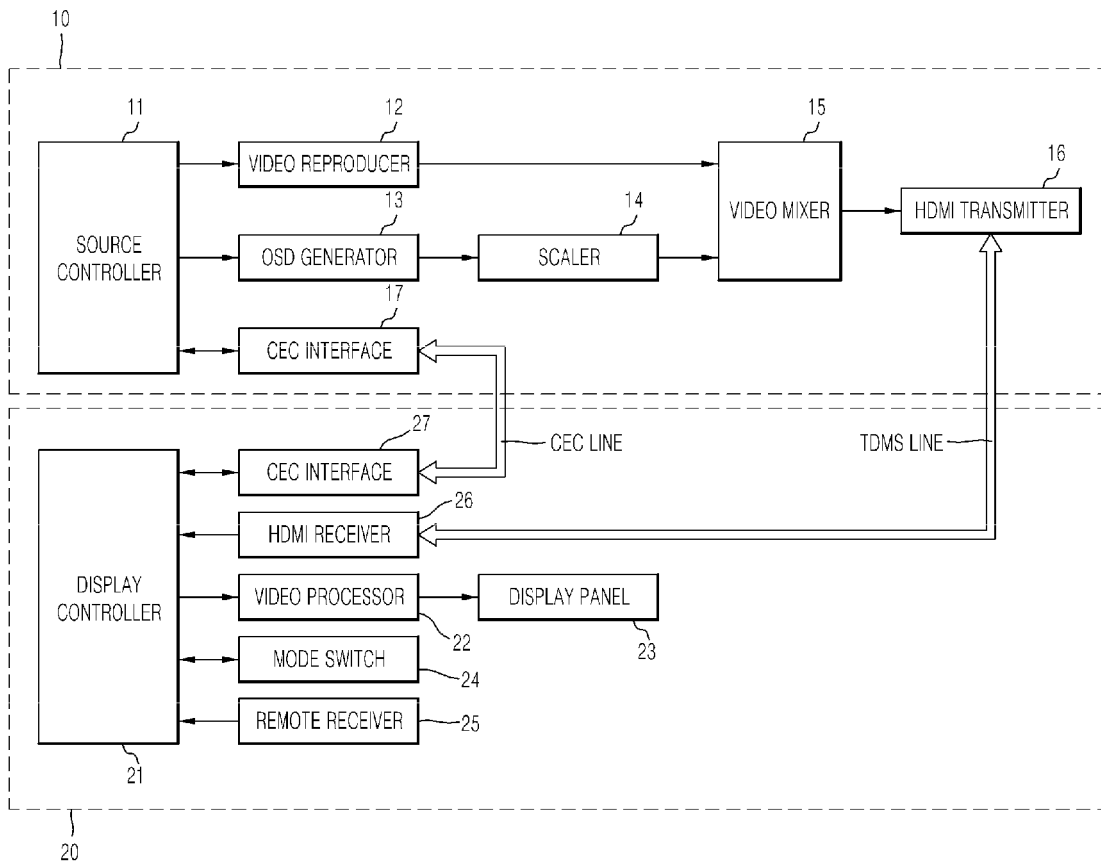 10
11
12
15
VIDEO REPRODUCER
16
13
14
VIDEO MIXER
HDMI TRANSMITTER
SOURCE
CONTROLLER
OSD GENERATOR
SCALER
17
CEC INTERFACE
27
CEC LINE
TDMS LINE
CEC INTERFACE
26
HDMI RECEIVER
DISPLAY
CONTROLLER
VIDEO PROCESSOR
DISPLAY PANEL
22
23
MODE SWITCH
24
REMOTE RECEIVER
25
21
20